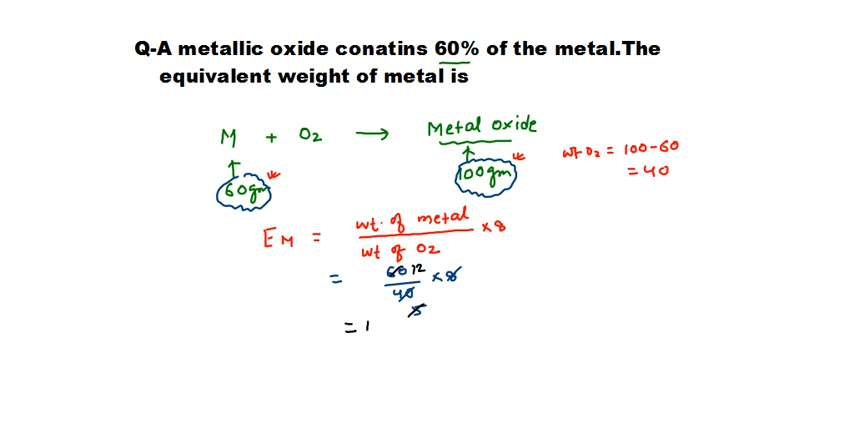 Q-A metallic oxide conatins 60% of the metal.The
equivalent weight of metal is
M + O2 → Metal oxide
60gm 100gm
wt O2 = 100-60
= 40
EM = wt. of metal / wt of O2 × 8
= 60 12 / 40 5 × 8
= 1